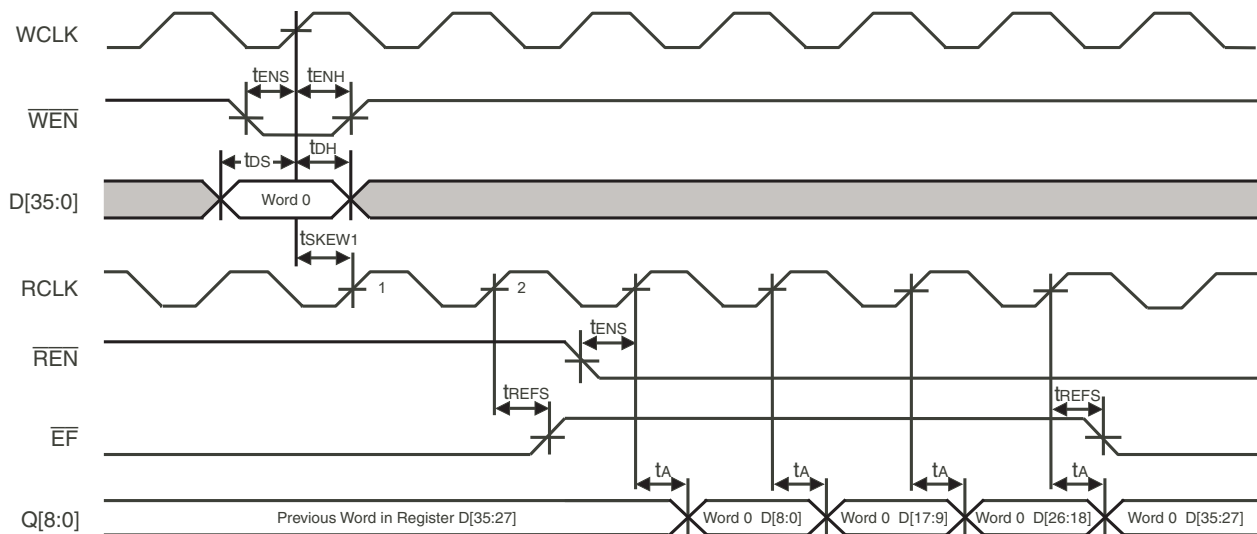 WCLK
tENS tENH
WEN
tDS tDH
D[35:0] Word 0
tSKEW1
RCLK 1 2
tENS
REN
tREFS tREFS
EF
tA tA tA tA
Q[8:0] Previous Word in Register D[35:27] Word 0 D[8:0] Word 0 D[17:9] Word 0 D[26:18] Word 0 D[35:27]